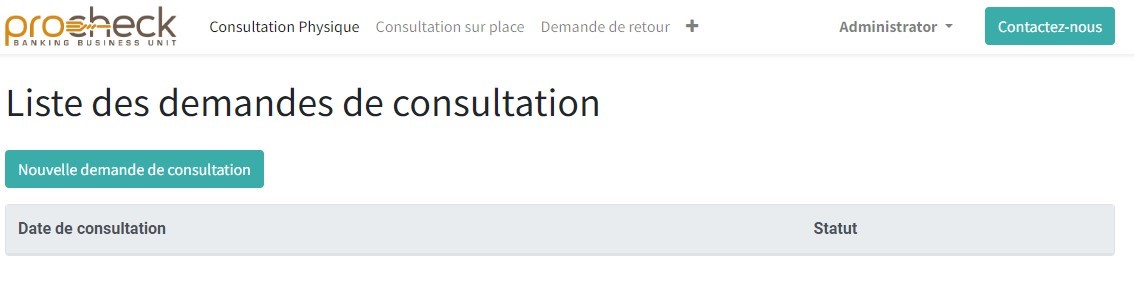 procheck
BANKING BUSINESS UNIT
Consultation Physique Consultation sur place Demande de retour + Administrator Contactez-nous
Liste des demandes de consultation
Nouvelle demande de consultation
Date de consultation Statut